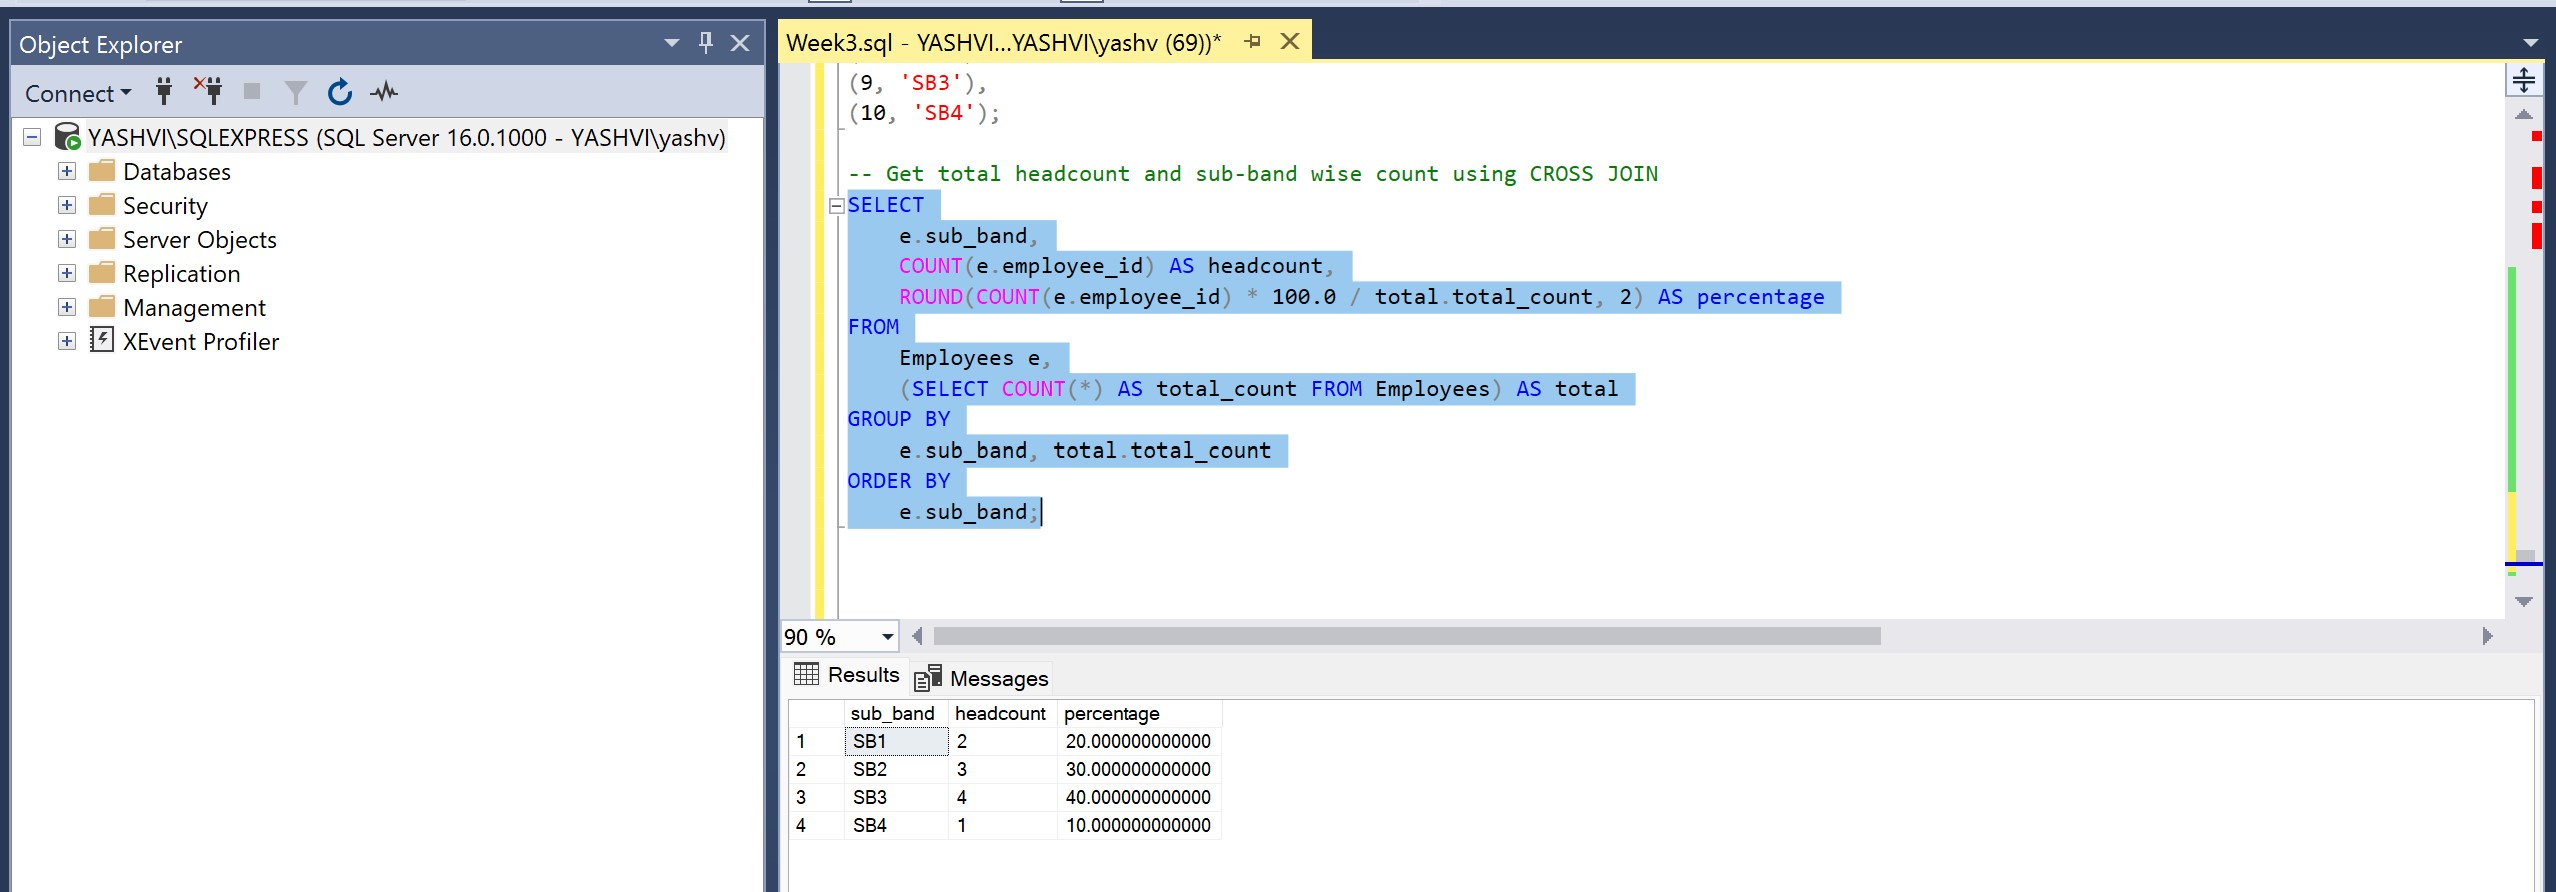 Object Explorer
Connect
YASHVI\SQLEXPRESS (SQL Server 16.0.1000 - YASHVI\yashv)
Databases
Security
Server Objects
Replication
Management
XEvent Profiler
Week3.sql - YASHVI...YASHVI\yashv (69))*
(9, 'SB3'),
(10, 'SB4');
-- Get total headcount and sub-band wise count using CROSS JOIN
SELECT
e.sub_band,
COUNT(e.employee_id) AS headcount,
ROUND(COUNT(e.employee_id) * 100.0 / total.total_count, 2) AS percentage
FROM
Employees e,
(SELECT COUNT(*) AS total_count FROM Employees) AS total
GROUP BY
e.sub_band, total.total_count
ORDER BY
e.sub_band;
90 %
Results Messages
sub_band headcount percentage
1 SB1 2 20.000000000000
2 SB2 3 30.000000000000
3 SB3 4 40.000000000000
4 SB4 1 10.000000000000